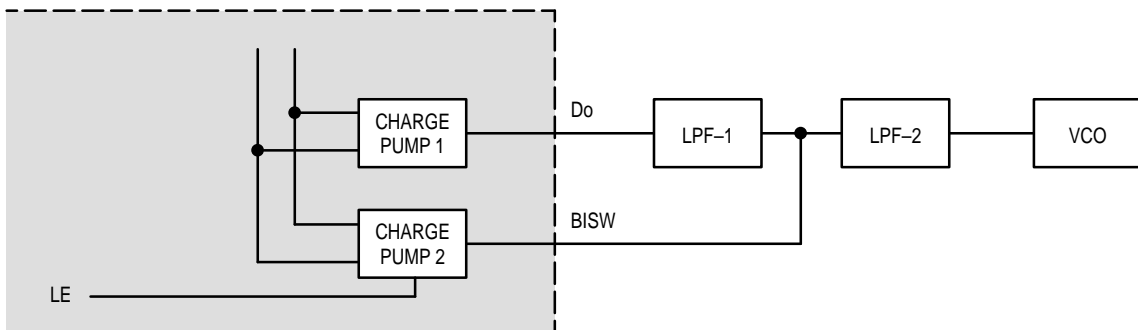 CHARGE
PUMP 1
Do
LPF–1
LPF–2
VCO
CHARGE
PUMP 2
BISW
LE